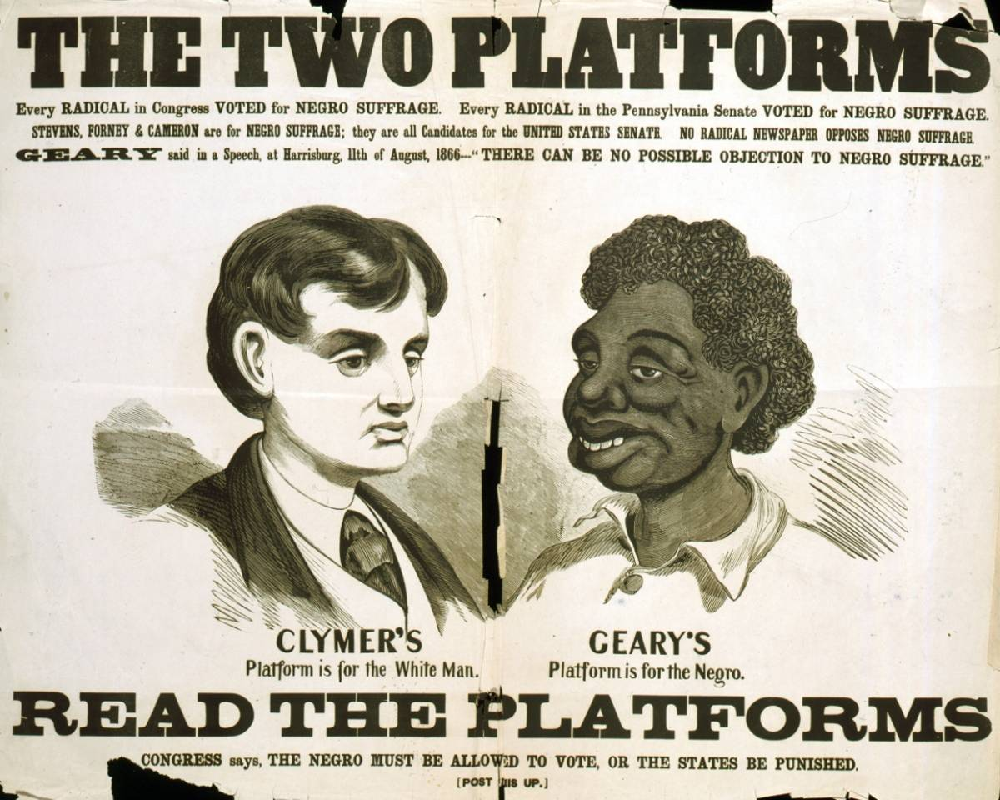 THE TWO PLATFORMS
Every RADICAL in Congress VOTED for NEGRO SUFFRAGE. Every RADICAL in the Pennsylvania Senate VOTED for NEGRO SUFFRAGE.
STEVENS, FORNEY & CAMERON are for NEGRO SUFFRAGE; they are all Candidates for the UNITED STATES SENATE. NO RADICAL NEWSPAPER OPPOSES NEGRO SUFFRAGE.
GEARY said in a Speech, at Harrisburg, 11th of August, 1866—"THERE CAN BE NO POSSIBLE OBJECTION TO NEGRO SUFFRAGE."
CLYMER'S
Platform is for the White Man.
GEARY'S
Platform is for the Negro.
READ THE PLATFORMS
CONGRESS says, THE NEGRO MUST BE ALLOWED TO VOTE, OR THE STATES BE PUNISHED.
[POST HIS UP.]